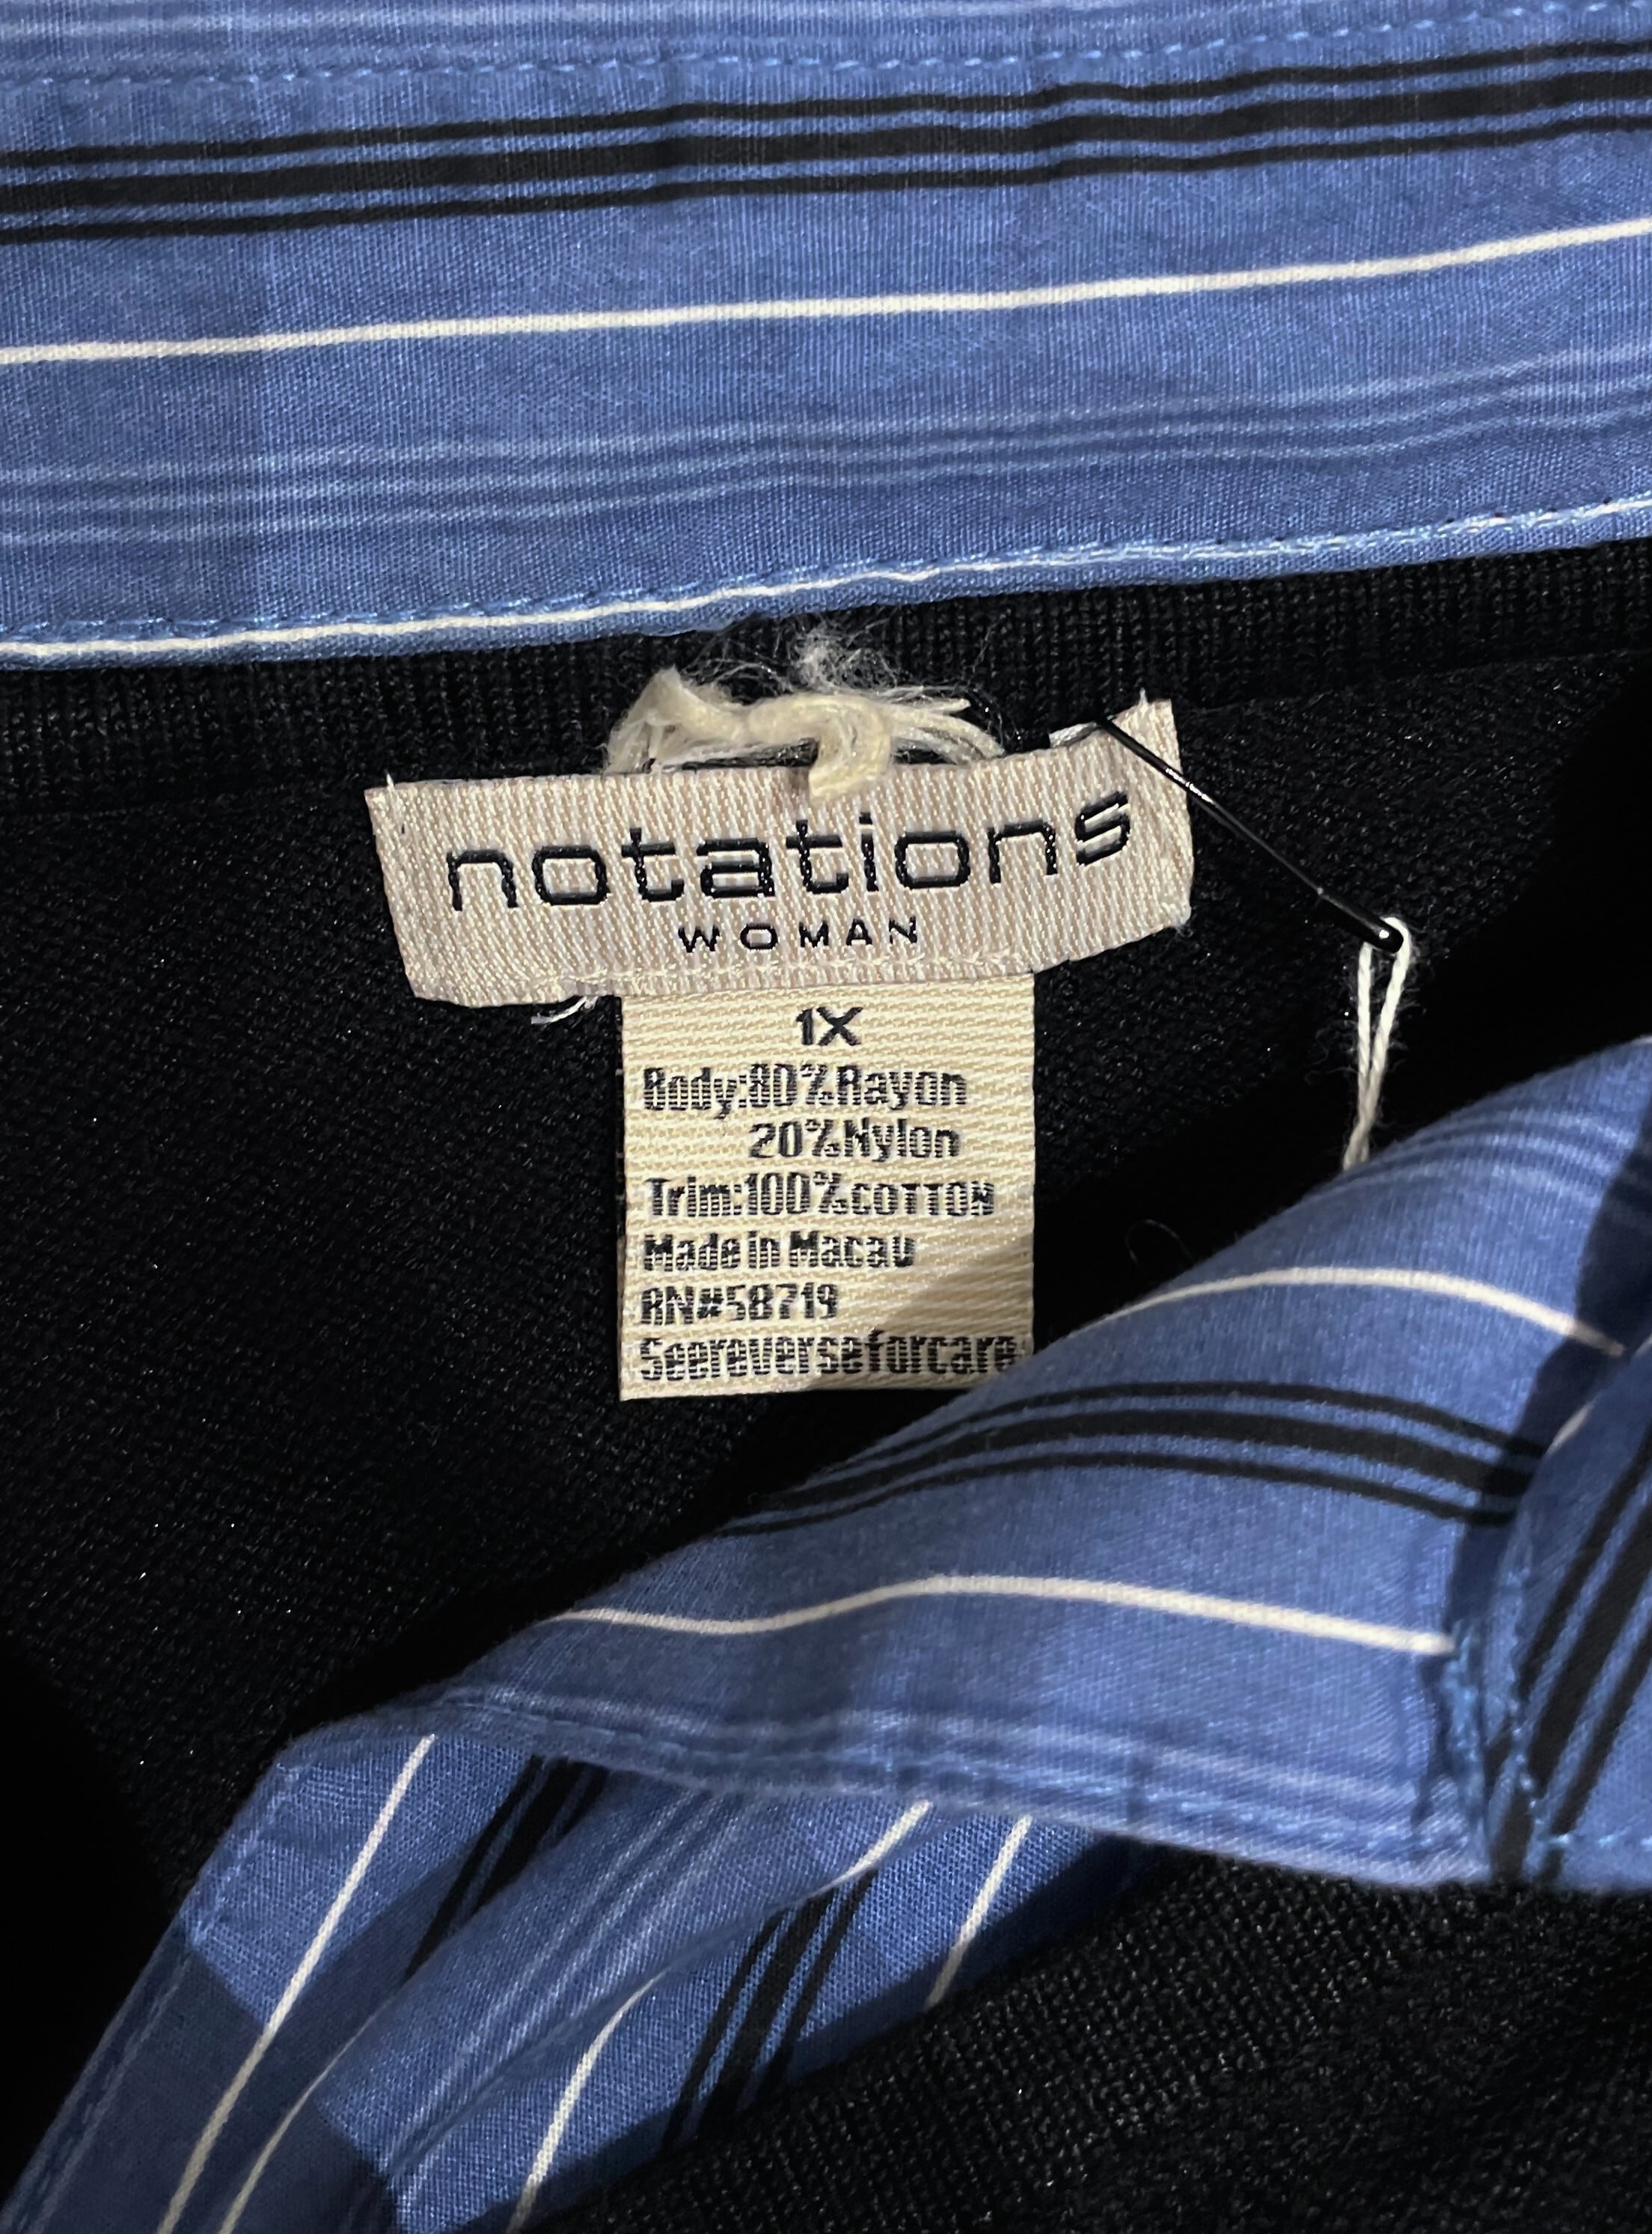 notations
WOMAN
1X
Body:80%Rayon
20%Nylon
Trim:100%COTTON
Made in Macau
RN#58719
Seereverseforcare